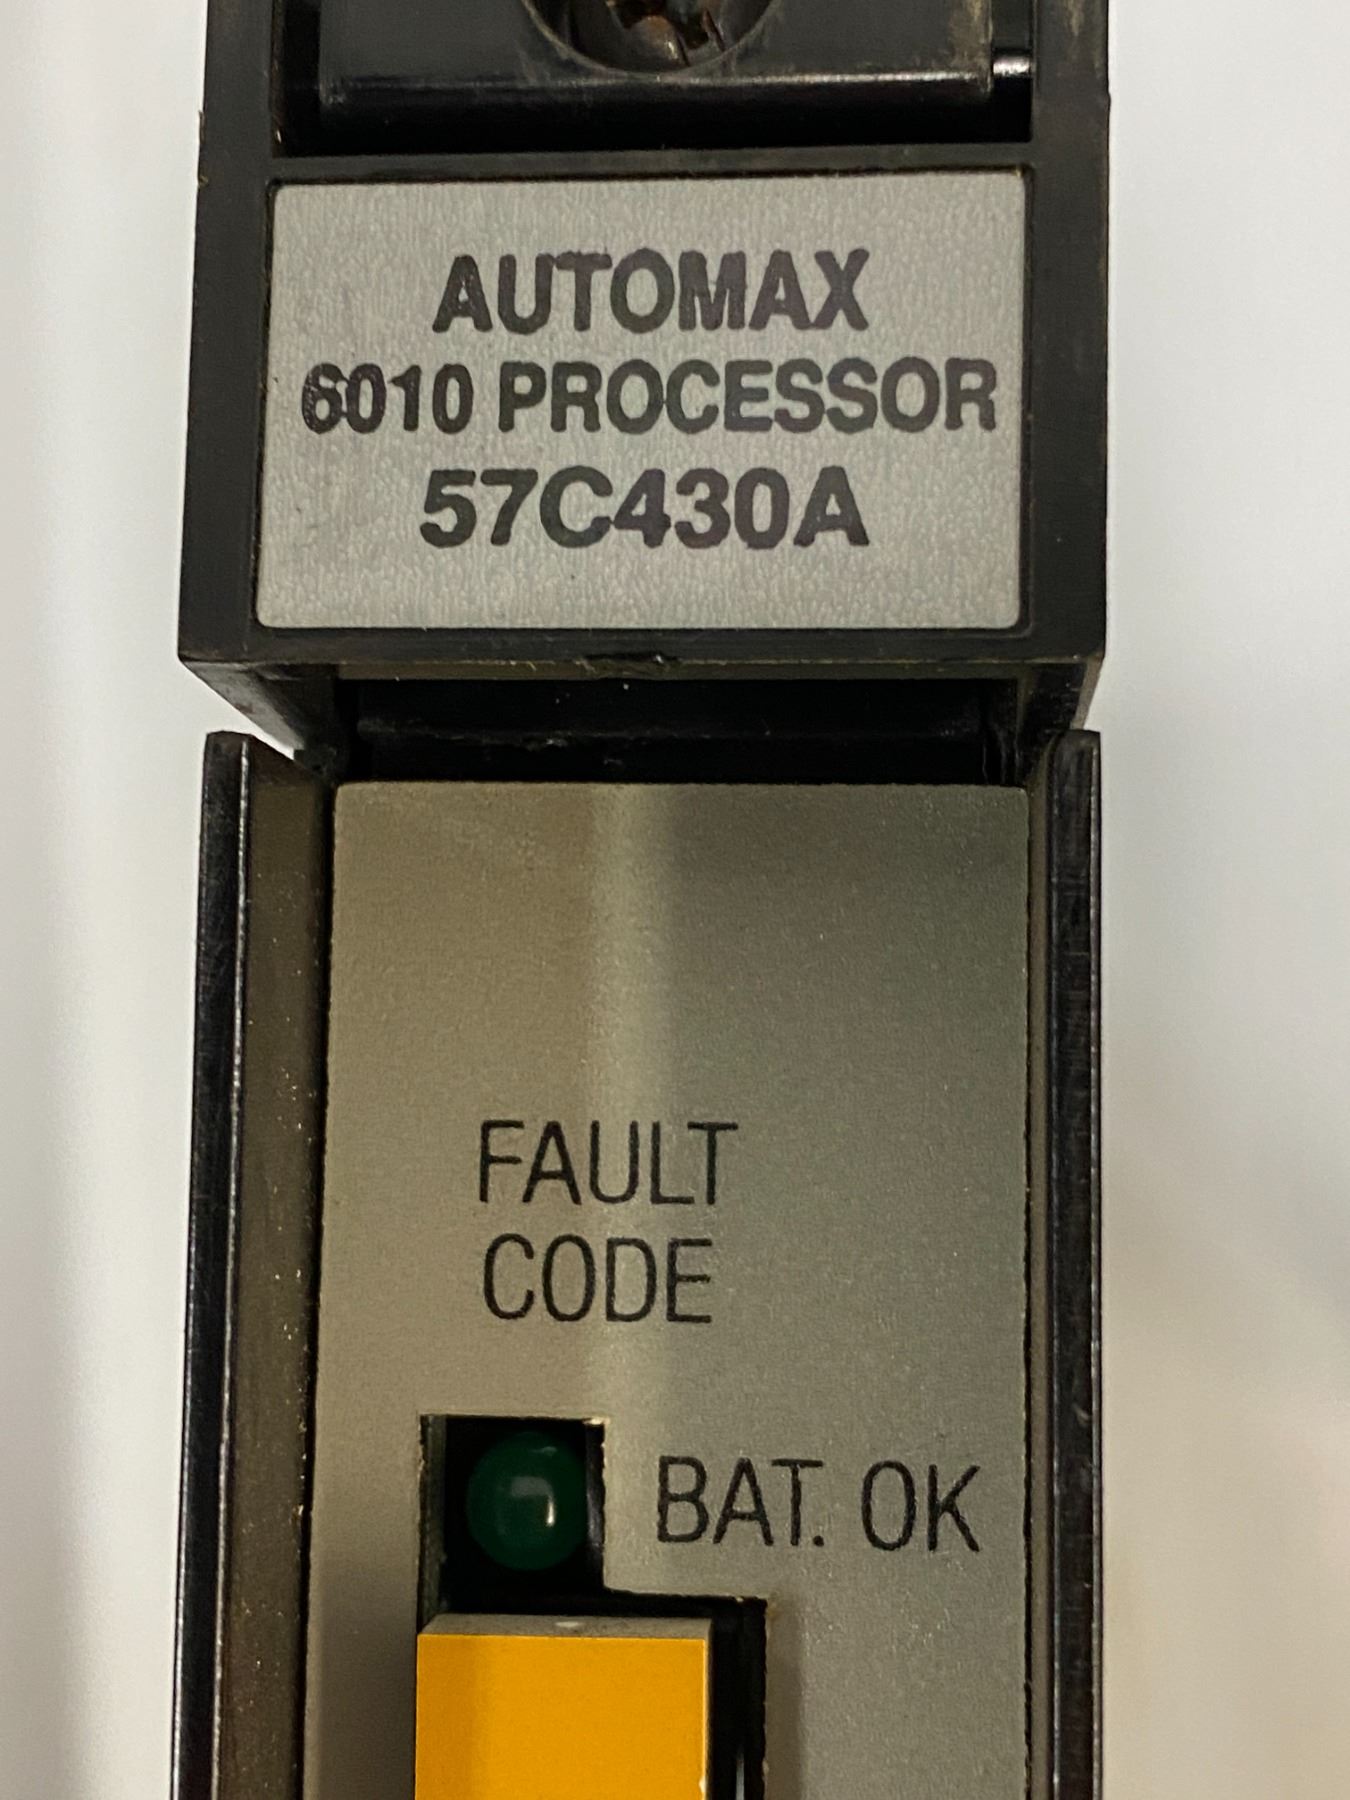 AUTOMAX
6010 PROCESSOR
57C430A
FAULT
CODE
BAT. OK